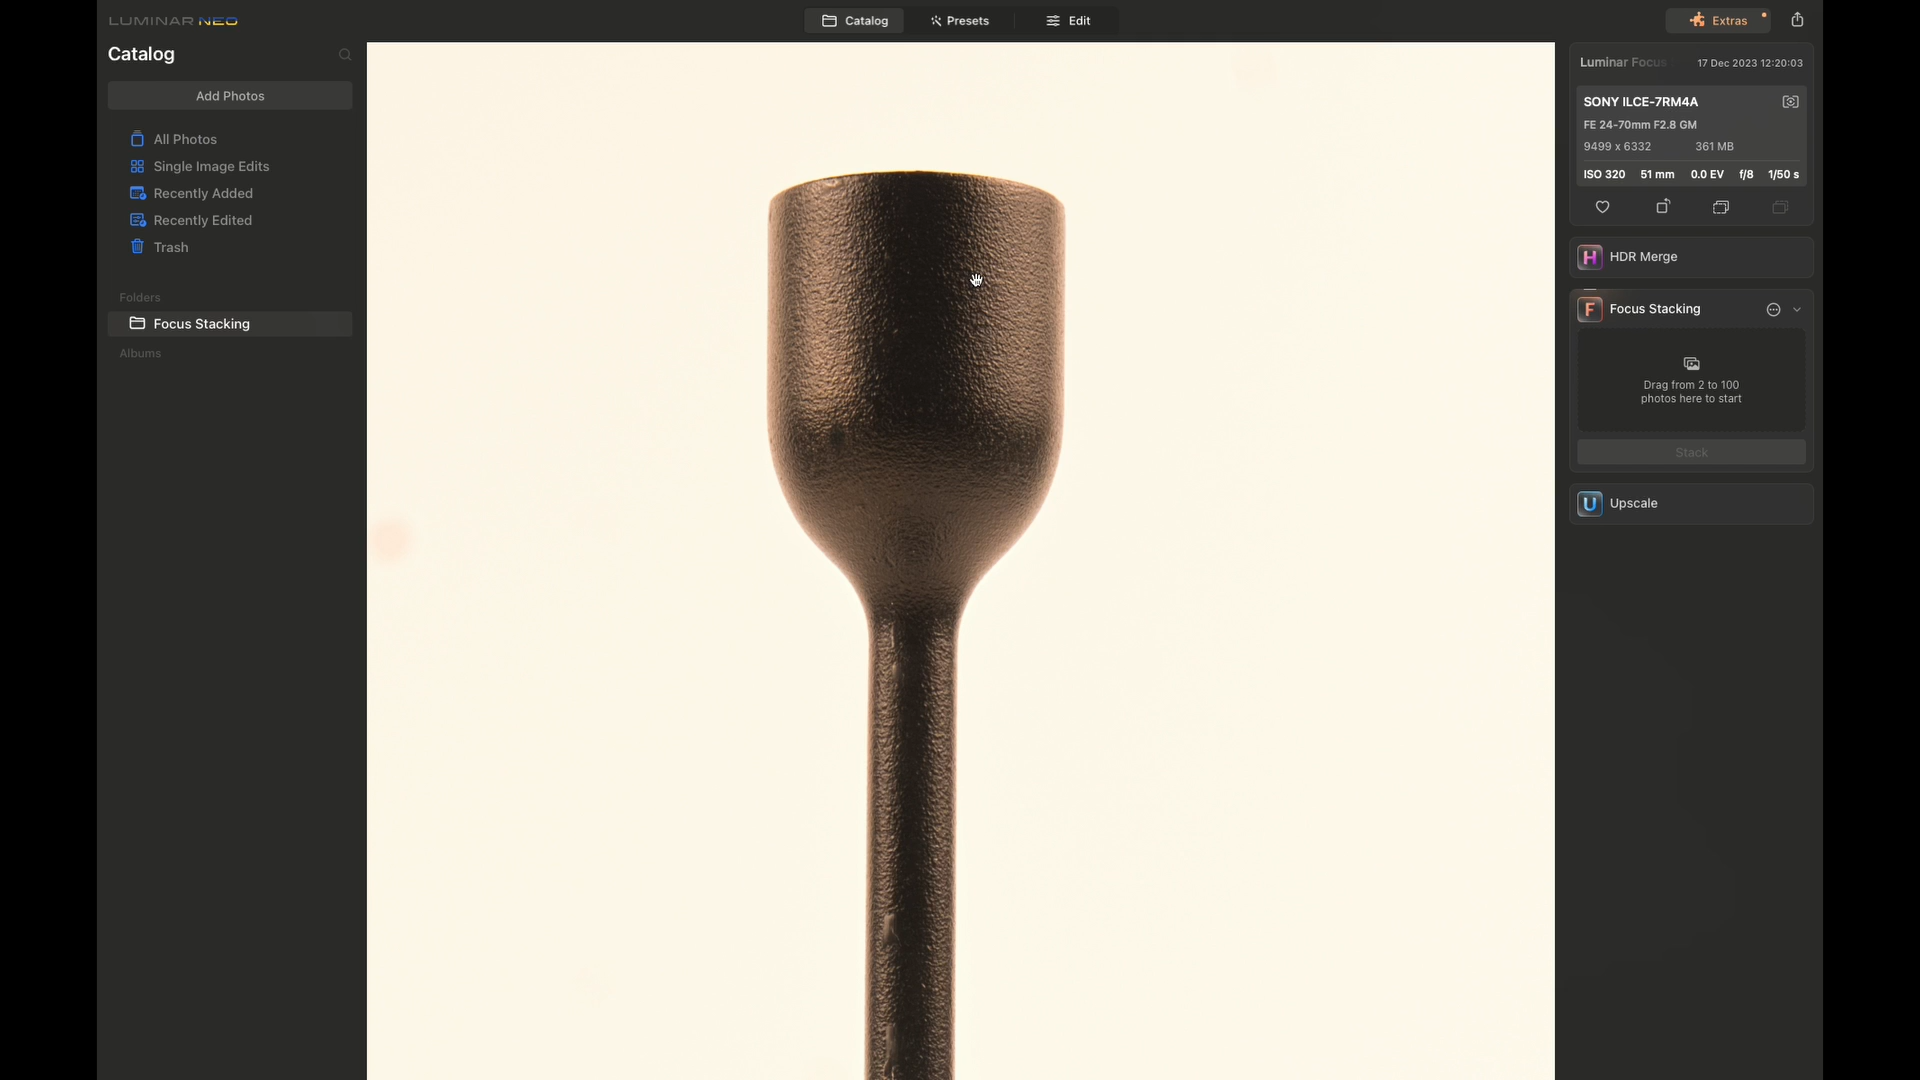 LUMINAR NEO
Catalog
Presets
Edit
Extras
Catalog
Add Photos
All Photos
Single Image Edits
Recently Added
Recently Edited
Trash
Folders
Focus Stacking
Albums
Luminar Focus
17 Dec 2023 12:20:03
SONY ILCE-7RM4A
FE 24-70mm F2.8 GM
9499 x 6332 361 MB
ISO 320 51 mm 0.0 EV f/8 1/50 s
H HDR Merge
F Focus Stacking
Drag from 2 to 100
photos here to start
Stack
U Upscale